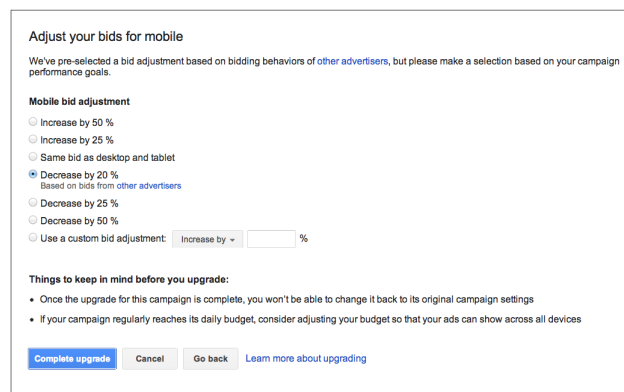 Adjust your bids for mobile
We've pre-selected a bid adjustment based on bidding behaviors of other advertisers, but please make a selection based on your campaign
performance goals.
Mobile bid adjustment
Increase by 50 %
Increase by 25 %
Same bid as desktop and tablet
Decrease by 20 %
Based on bids from other advertisers
Decrease by 25 %
Decrease by 50 %
Use a custom bid adjustment: Increase by %
Things to keep in mind before you upgrade:
• Once the upgrade for this campaign is complete, you won't be able to change it back to its original campaign settings
• If your campaign regularly reaches its daily budget, consider adjusting your budget so that your ads can show across all devices
Complete upgrade Cancel Go back Learn more about upgrading